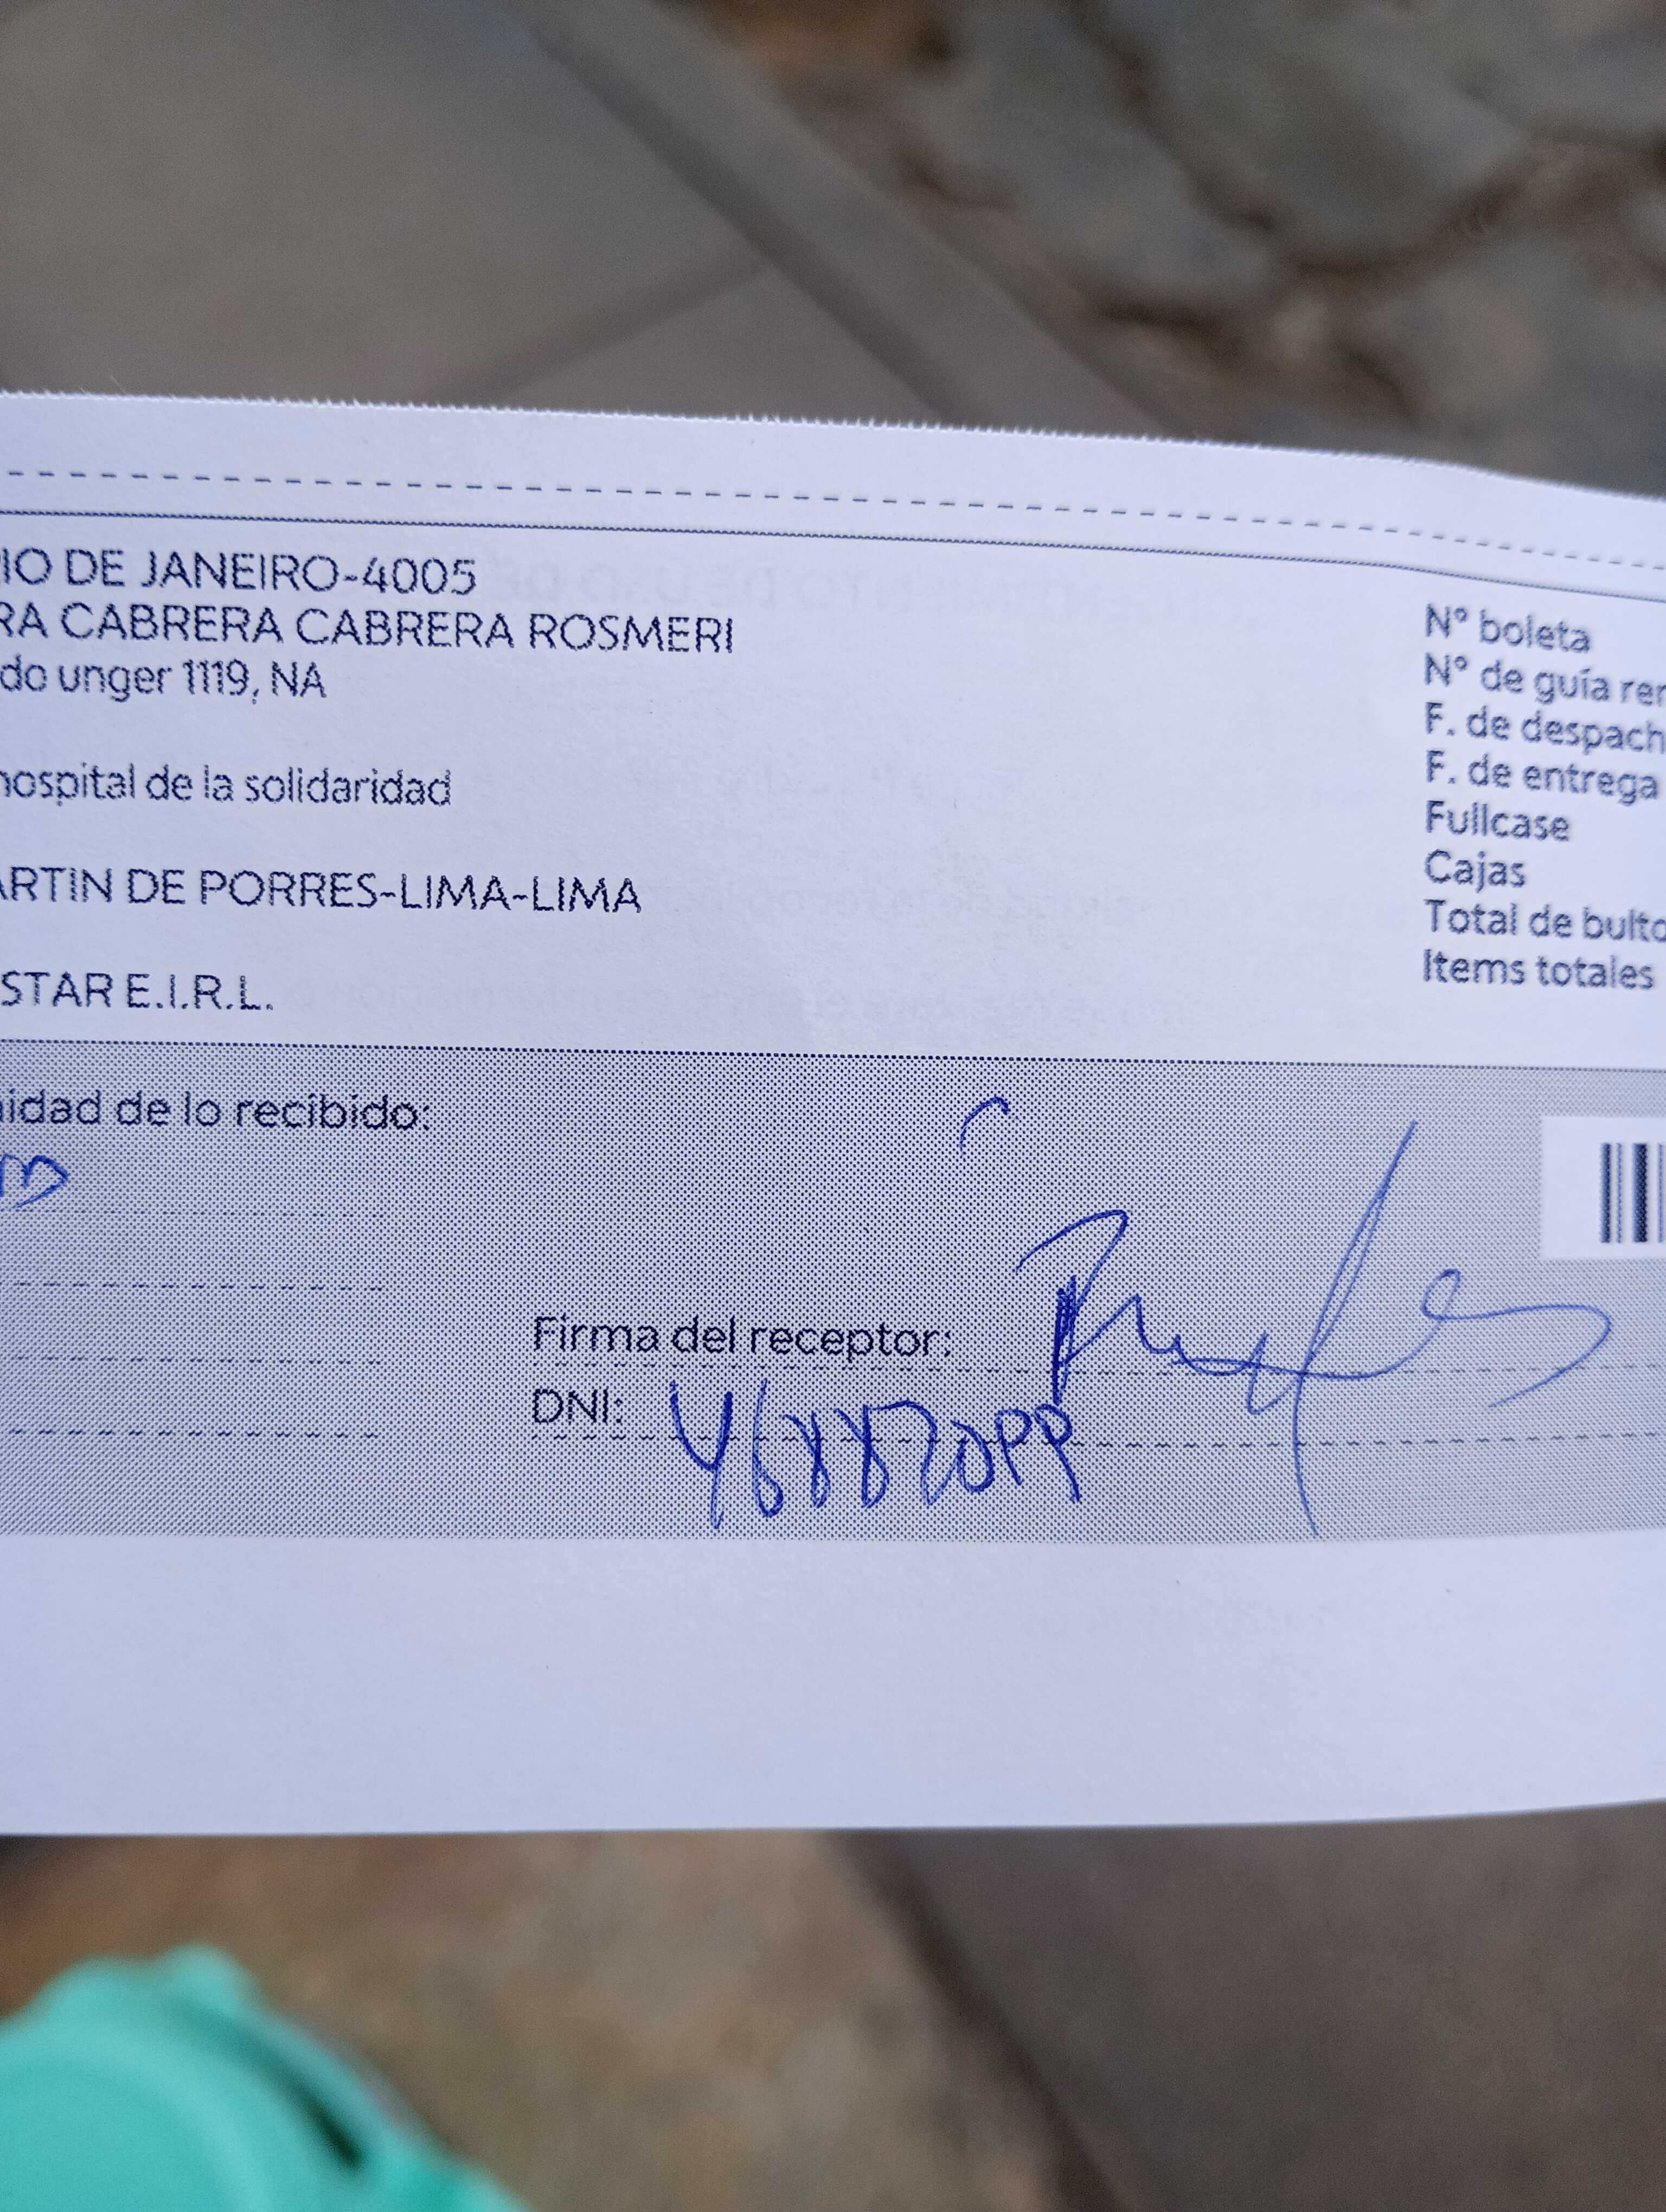 IO DE JANEIRO-4005
RA CABRERA CABRERA ROSMERI
do unger 1119, NA
hospital de la solidaridad
ARTIN DE PORRES-LIMA-LIMA
STAR E.I.R.L.
N° boleta
N° de guía rer
F. de despach
F. de entrega
Fullcase
Cajas
Total de bulto
Items totales
idad de lo recibido:
Firma del receptor:
DNI: